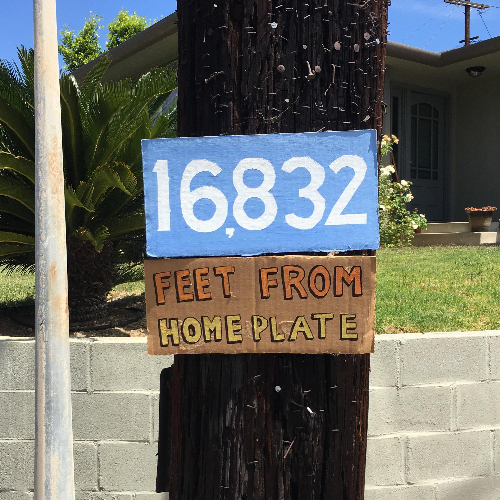 16,832
FEET FROM
HOME PLATE